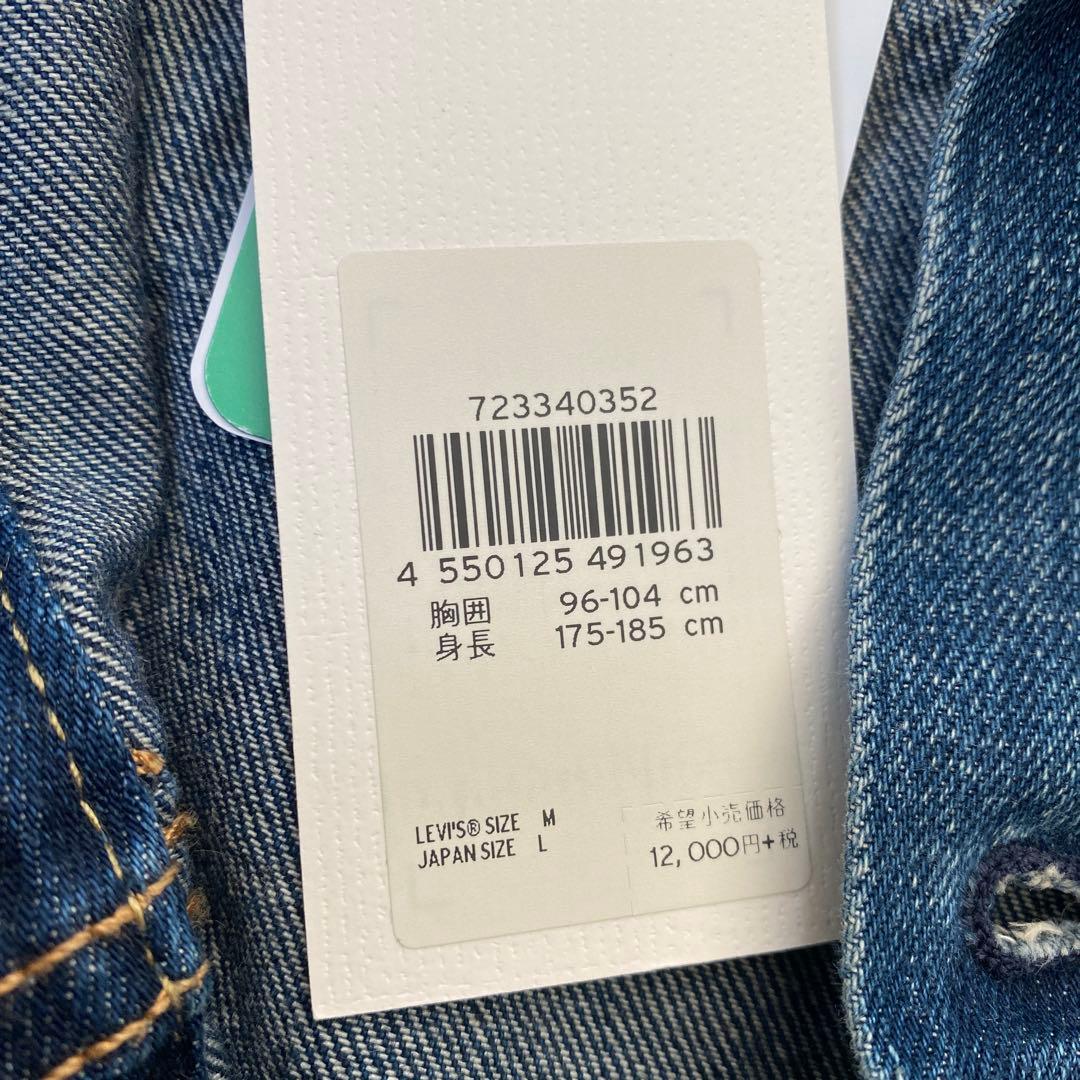 723340352
4 550125 491963
胸囲 96-104 cm
身長 175-185 cm
LEVI'S® SIZE M
JAPAN SIZE L
希望小売価格
12,000円+税